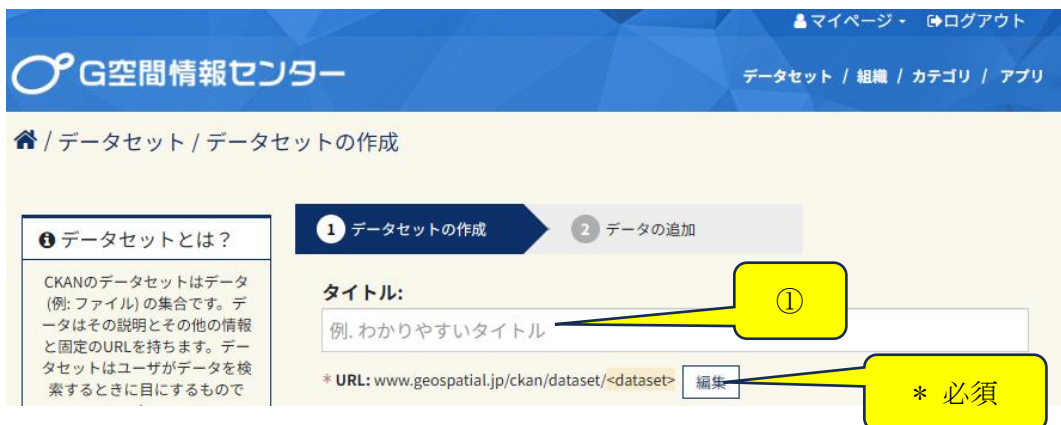 マイページ ログアウト
G空間情報センター
データセット / 組織 / カテゴリ / アプリ
/ データセット / データセットの作成
データセットとは?
CKANのデータセットはデータ
(例: ファイル) の集合です。デ
ータはその説明とその他の情報
と固定のURLを持ちます。デー
タセットはユーザがデータを検
索するときに目にするもので
1 データセットの作成
2 データの追加
タイトル:
例. わかりやすいタイトル
①
* URL: www.geospatial.jp/ckan/dataset/<dataset> 編集
* 必須